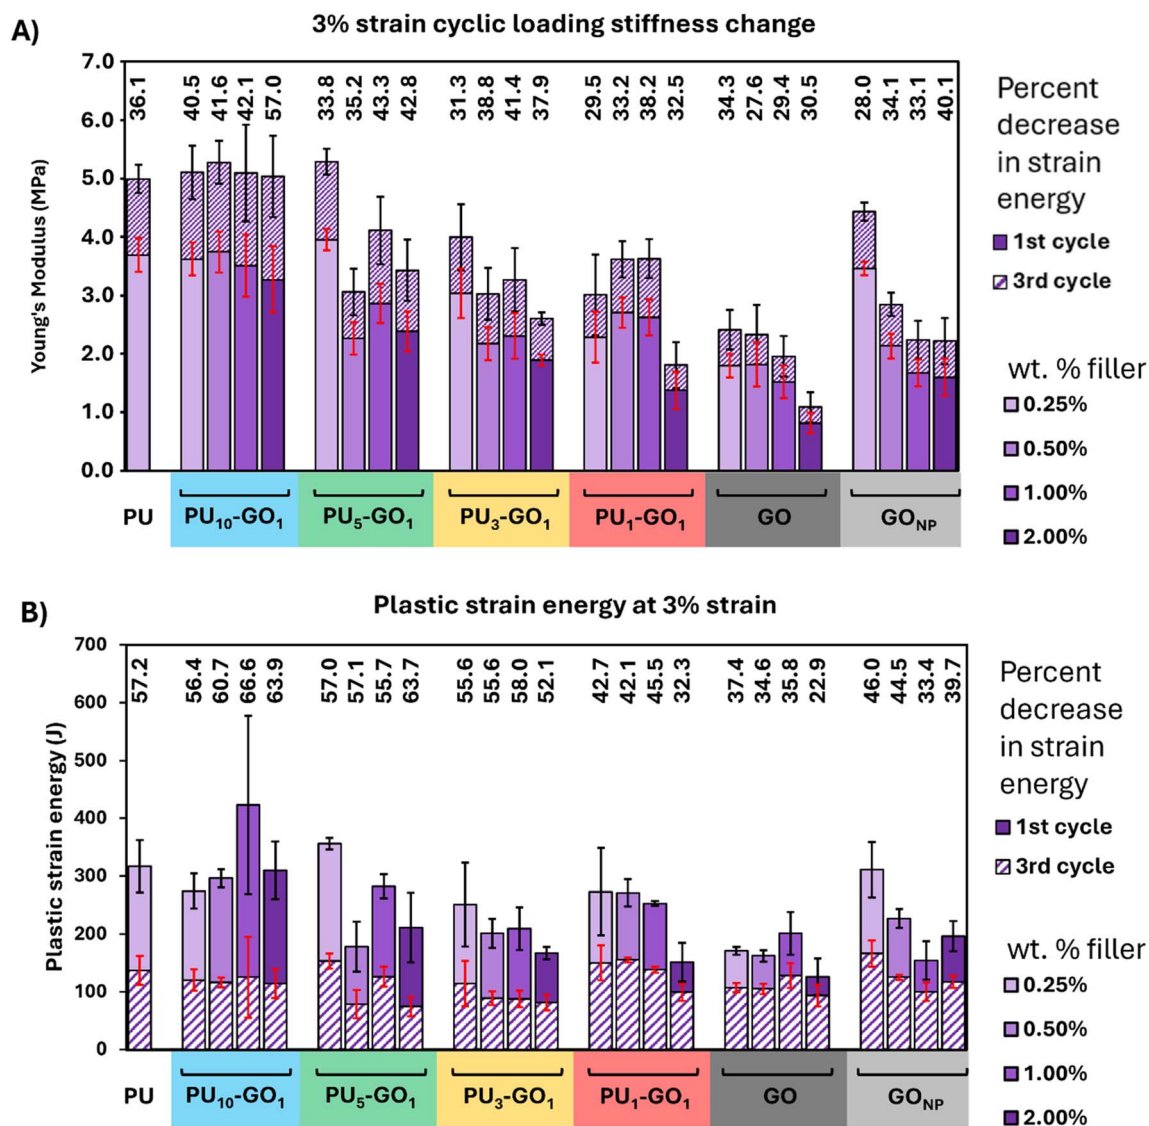 A)
3% strain cyclic loading stiffness change
Young's Modulus (MPa)
7.0
6.0
5.0
4.0
3.0
2.0
1.0
0.0
36.1
40.5
41.6
42.1
57.0
33.8
35.2
43.3
42.8
31.3
38.8
41.4
37.9
29.5
33.2
38.2
32.5
34.3
27.6
29.4
30.5
28.0
34.1
33.1
40.1
PU
PU10-GO1
PU5-GO1
PU3-GO1
PU1-GO1
GO
GONP
Percent
decrease
in strain
energy
1st cycle
3rd cycle
wt. % filler
0.25%
0.50%
1.00%
2.00%
B)
Plastic strain energy at 3% strain
Plastic strain energy (J)
700
600
500
400
300
200
100
0
57.2
56.4
60.7
66.6
63.9
57.0
57.1
55.7
63.7
55.6
55.6
58.0
52.1
42.7
42.1
45.5
32.3
37.4
34.6
35.8
22.9
46.0
44.5
33.4
39.7
PU
PU10-GO1
PU5-GO1
PU3-GO1
PU1-GO1
GO
GONP
Percent
decrease
in strain
energy
1st cycle
3rd cycle
wt. % filler
0.25%
0.50%
1.00%
2.00%